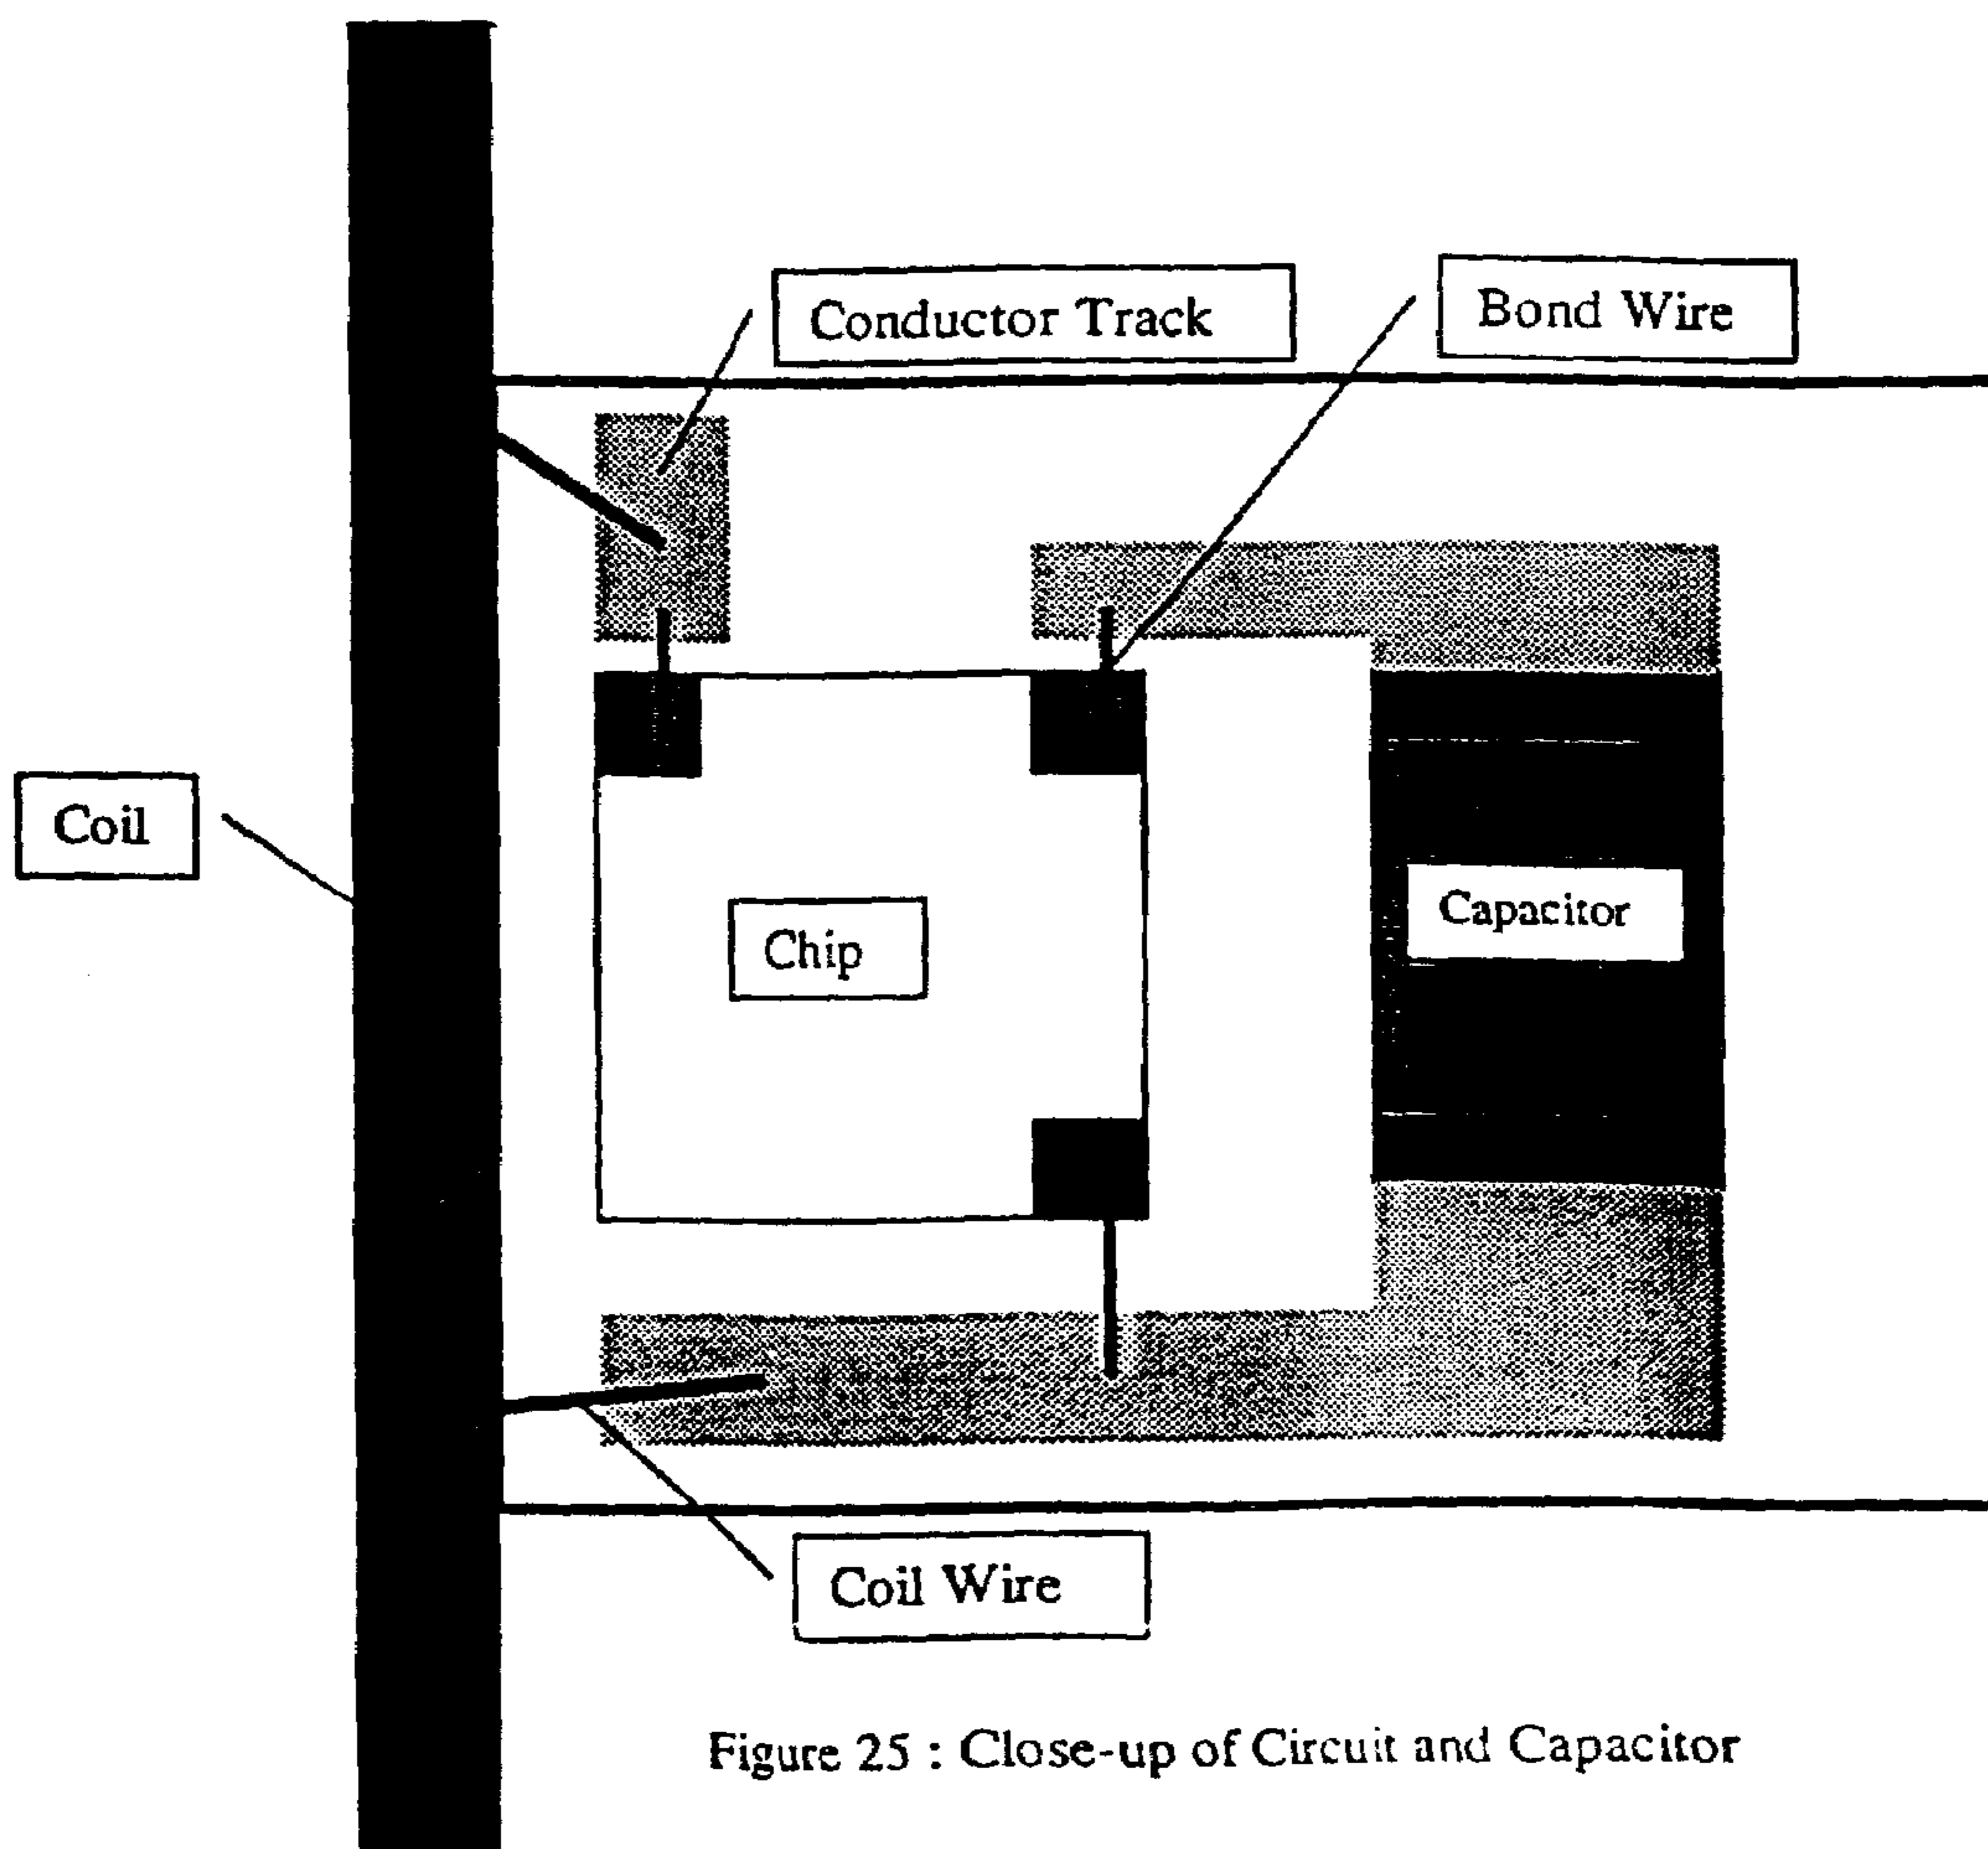 Conductor Track
Bond Wire
Coil
Chip
Capacitor
Coil Wire
Figure 25 : Close-up of Circuit and Capacitor